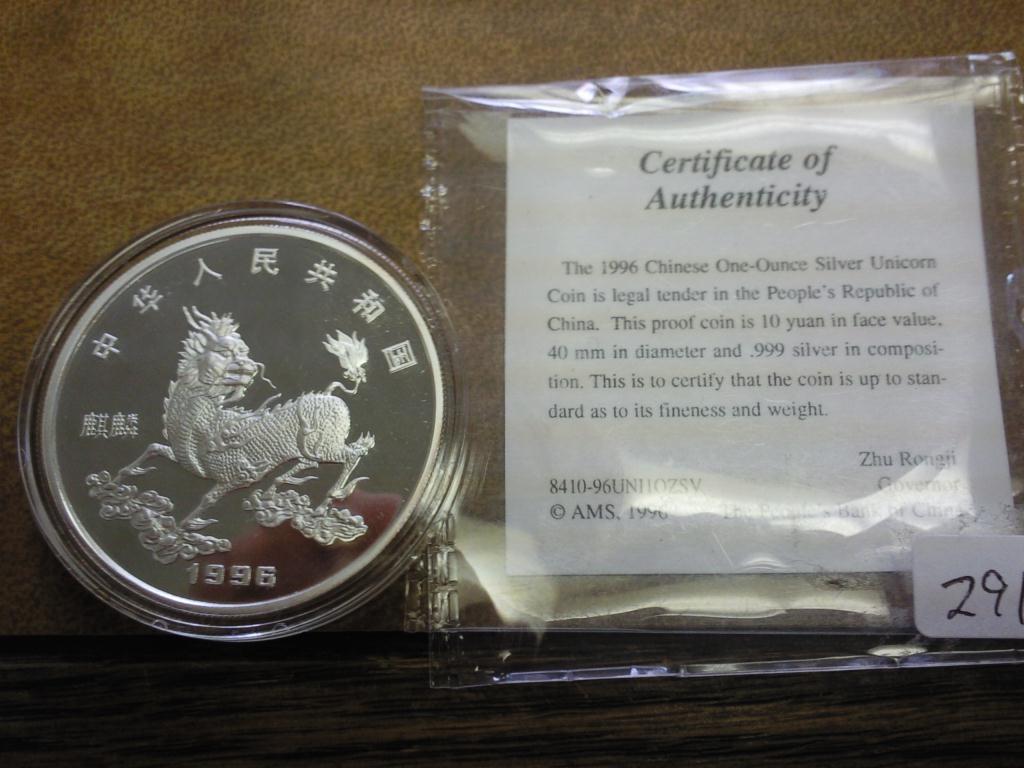 中华人民共和国
麒麟
1996
Certificate of
Authenticity
The 1996 Chinese One-Ounce Silver Unicorn
Coin is legal tender in the People's Republic of
China. This proof coin is 10 yuan in face value,
40 mm in diameter and .999 silver in composi-
tion. This is to certify that the coin is up to stan-
dard as to its fineness and weight.
Zhu Rongji
8410-96UNI1OZSV Governor
© AMS, 1996 The People's Bank of China
29